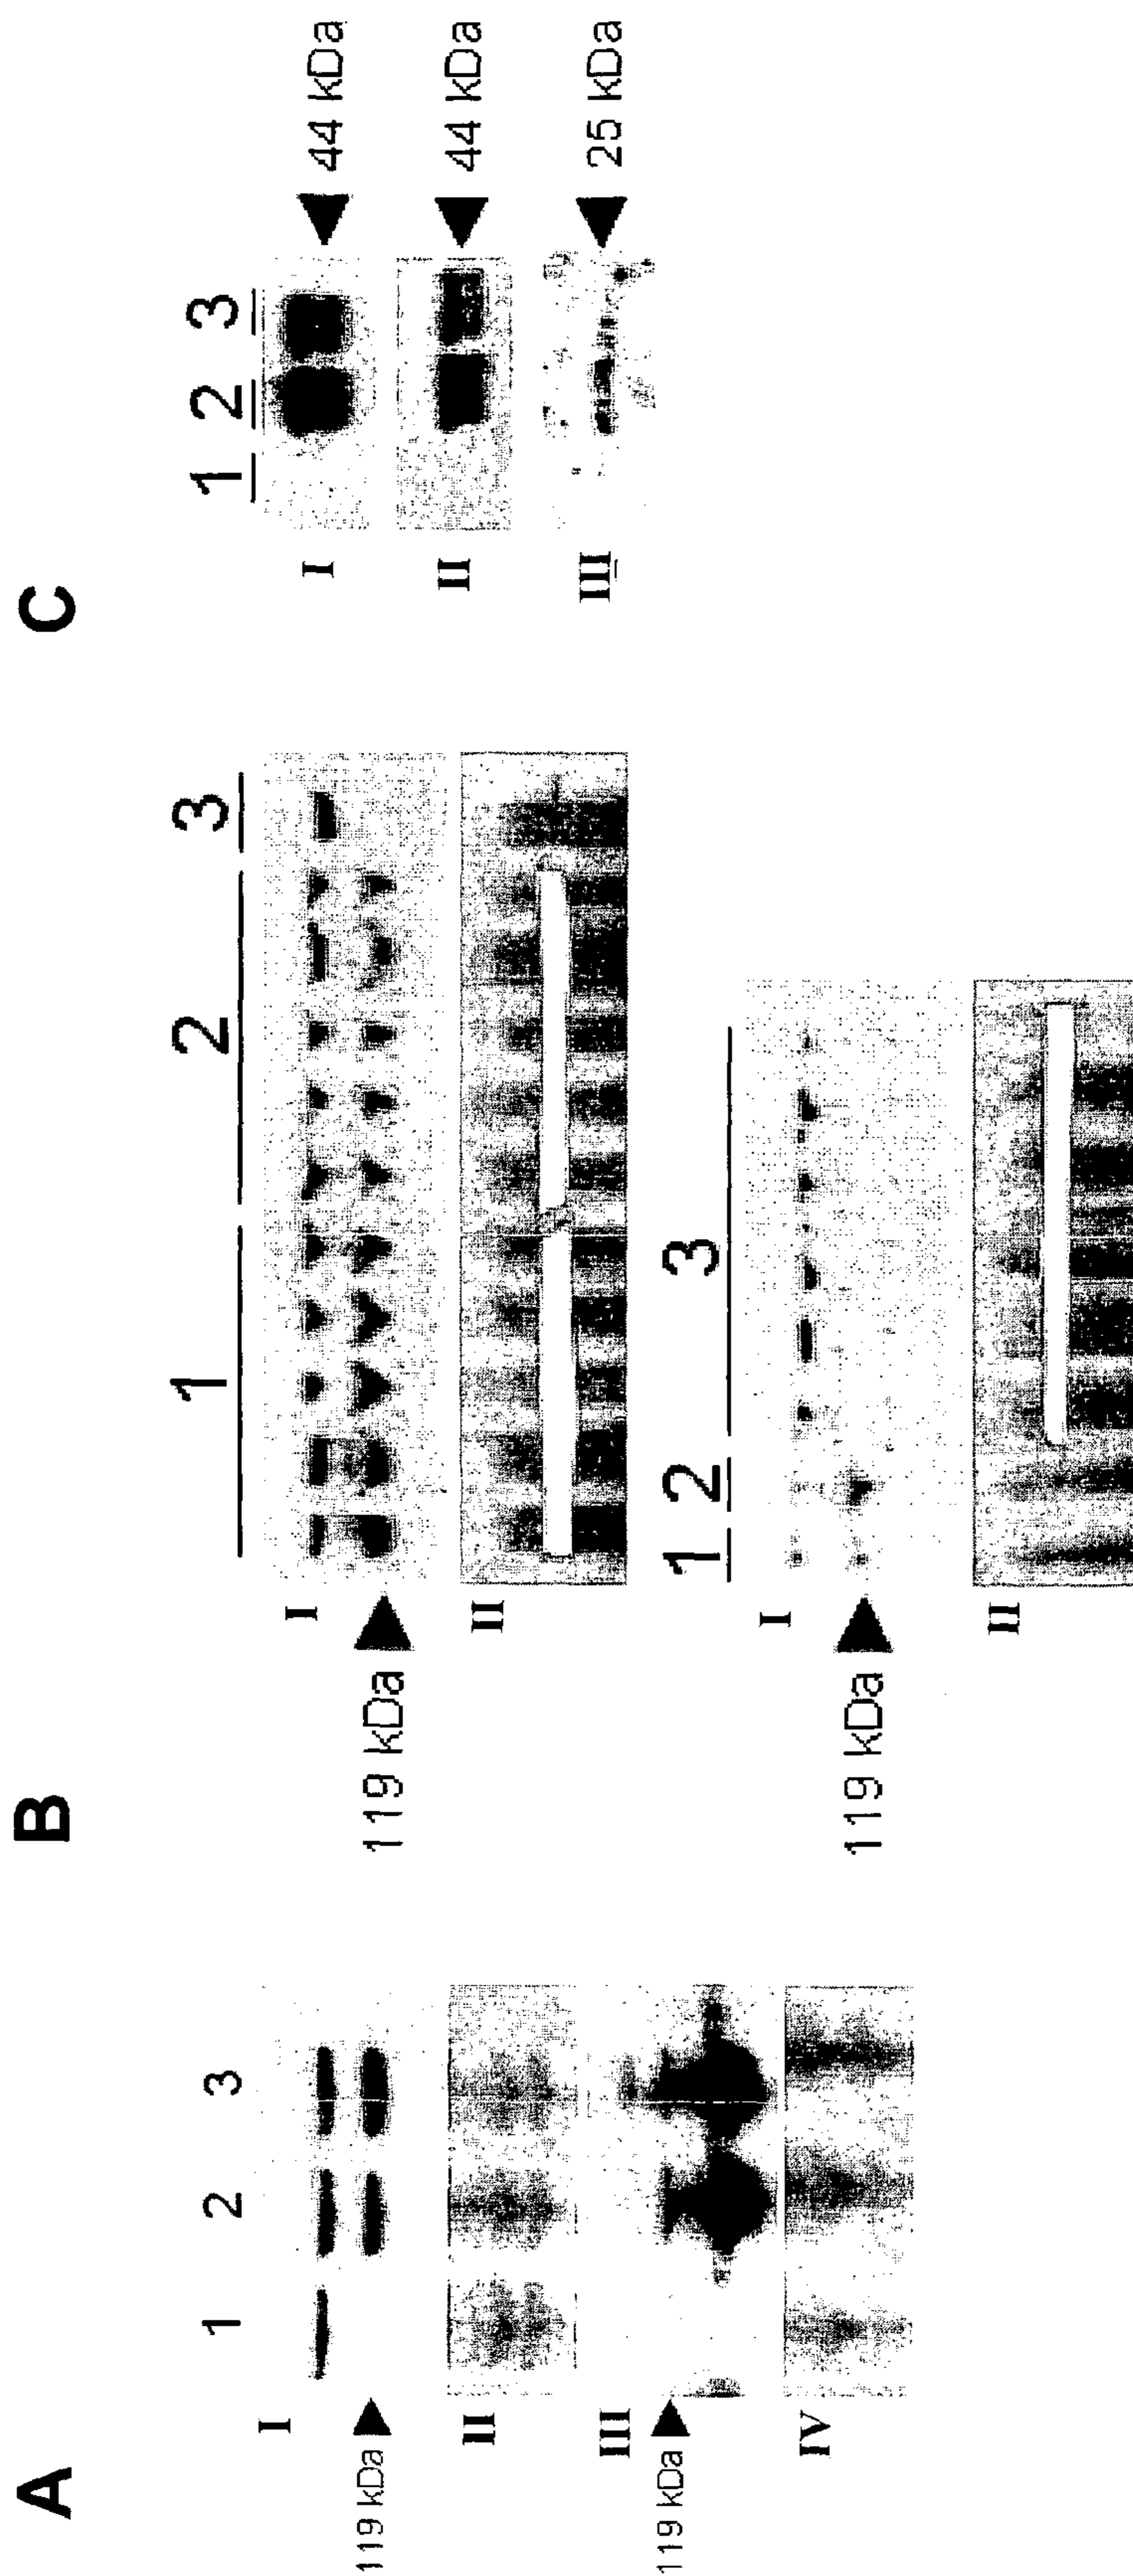 A
1 2 3
I
119 kDa
II
III
119 kDa
IV
B
1 2 3
I
119 kDa
II
1 2 3
I
119 kDa
II
C
1 2 3
I
44 kDa
II
44 kDa
III
25 kDa